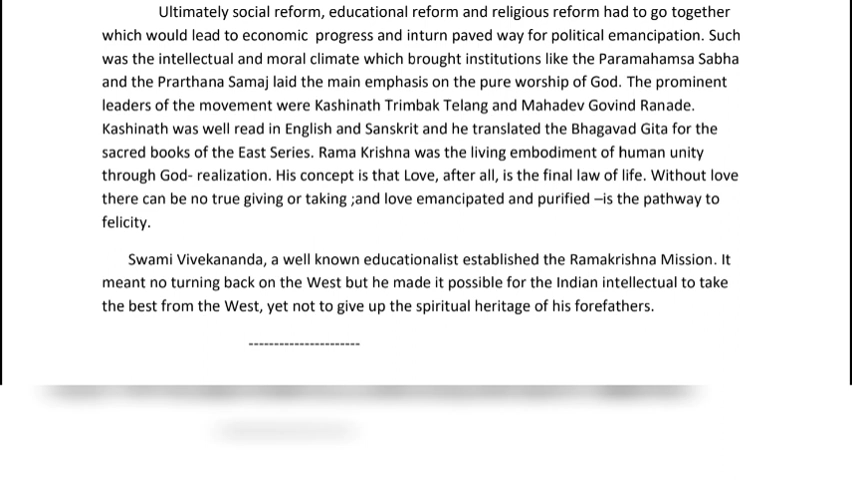 Ultimately social reform, educational reform and religious reform had to go together
which would lead to economic  progress and inturn paved way for political emancipation. Such
was the intellectual and moral climate which brought institutions like the Paramahamsa Sabha
and the Prarthana Samaj laid the main emphasis on the pure worship of God. The prominent
leaders of the movement were Kashinath Trimbak Telang and Mahadev Govind Ranade.
Kashinath was well read in English and Sanskrit and he translated the Bhagavad Gita for the
sacred books of the East Series. Rama Krishna was the living embodiment of human unity
through God- realization. His concept is that Love, after all, is the final law of life. Without love
there can be no true giving or taking ;and love emancipated and purified –is the pathway to
felicity.
Swami Vivekananda, a well known educationalist established the Ramakrishna Mission. It
meant no turning back on the West but he made it possible for the Indian intellectual to take
the best from the West, yet not to give up the spiritual heritage of his forefathers.
----------------------